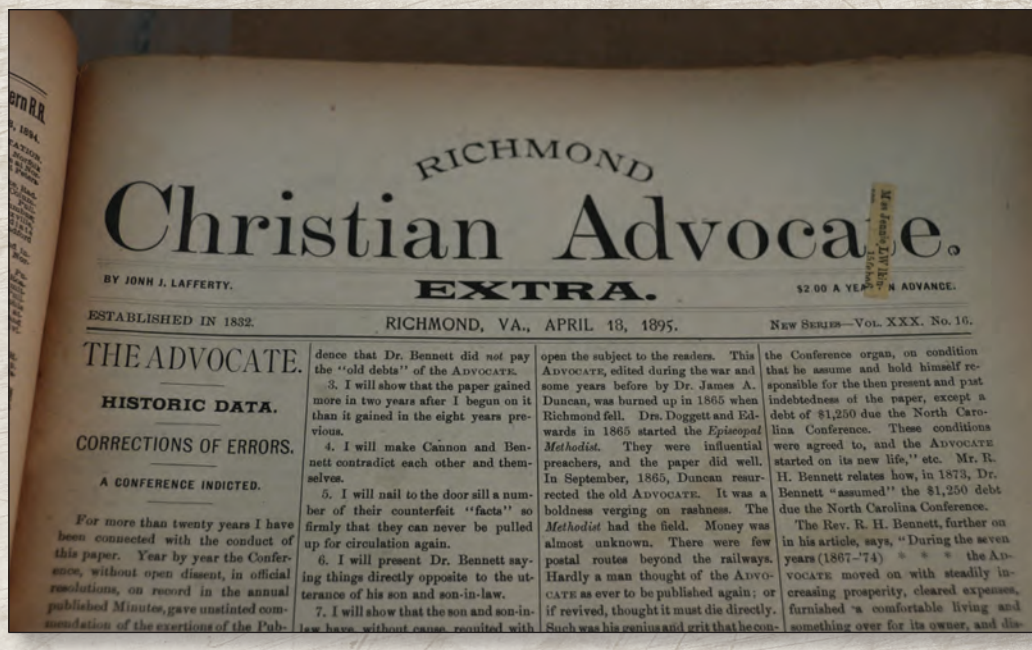 ern R.R.
, 1894.
RICHMOND
Christian Advocate.
BY JONH J. LAFFERTY.
EXTRA.
$2.00 A YEAR IN ADVANCE.
ESTABLISHED IN 1832.
RICHMOND, VA., APRIL 18, 1895.
NEW SERIES—VOL. XXX. No. 16.
THE ADVOCATE.
HISTORIC DATA.
CORRECTIONS OF ERRORS.
A CONFERENCE INDICTED.
For more than twenty years I have
been connected with the conduct of
this paper. Year by year the Confer-
ence, without open dissent, in official
resolutions, on record in the annual
published Minutes, gave unstinted com-
mendation of the exertions of the Pub-
dence that Dr. Bennett did not pay
the "old debts" of the ADVOCATE.
3. I will show that the paper gained
more in two years after I begun on it
than it gained in the eight years pre-
vious.
4. I will make Cannon and Ben-
nett contradict each other and them-
selves.
5. I will nail to the door sill a num-
ber of their counterfeit "facts" so
firmly that they can never be pulled
up for circulation again.
6. I will present Dr. Bennett say-
ing things directly opposite to the ut-
terance of his son and son-in-law.
7. I will show that the son and son-in-
law have, without cause, requited with
open the subject to the readers. This
ADVOCATE, edited during the war and
some years before by Dr. James A.
Duncan, was burned up in 1865 when
Richmond fell. Drs. Doggett and Ed-
wards in 1865 started the Episcopal
Methodist. They were influential
preachers, and the paper did well.
In September, 1865, Duncan resur-
rected the old ADVOCATE. It was a
boldness verging on rashness. The
Methodist had the field. Money was
almost unknown. There were few
postal routes beyond the railways.
Hardly a man thought of the ADVO-
CATE as ever to be published again; or
if revived, thought it must die directly.
Such was his genius and grit that he con-
the Conference organ, on condition
that he assume and hold himself re-
sponsible for the then present and past
indebtedness of the paper, except a
debt of $1,250 due the North Caro-
lina Conference. These conditions
were agreed to, and the ADVOCATE
started on its new life," etc. Mr. R.
H. Bennett relates how, in 1873, Dr.
Bennett "assumed" the $1,250 debt
due the North Carolina Conference.
The Rev. R. H. Bennett, further on
in his article, says, "During the seven
years (1867-'74) * * * the AD-
VOCATE moved on with steadily in-
creasing prosperity, cleared expenses,
furnished a comfortable living and
something over for its owner, and dis-